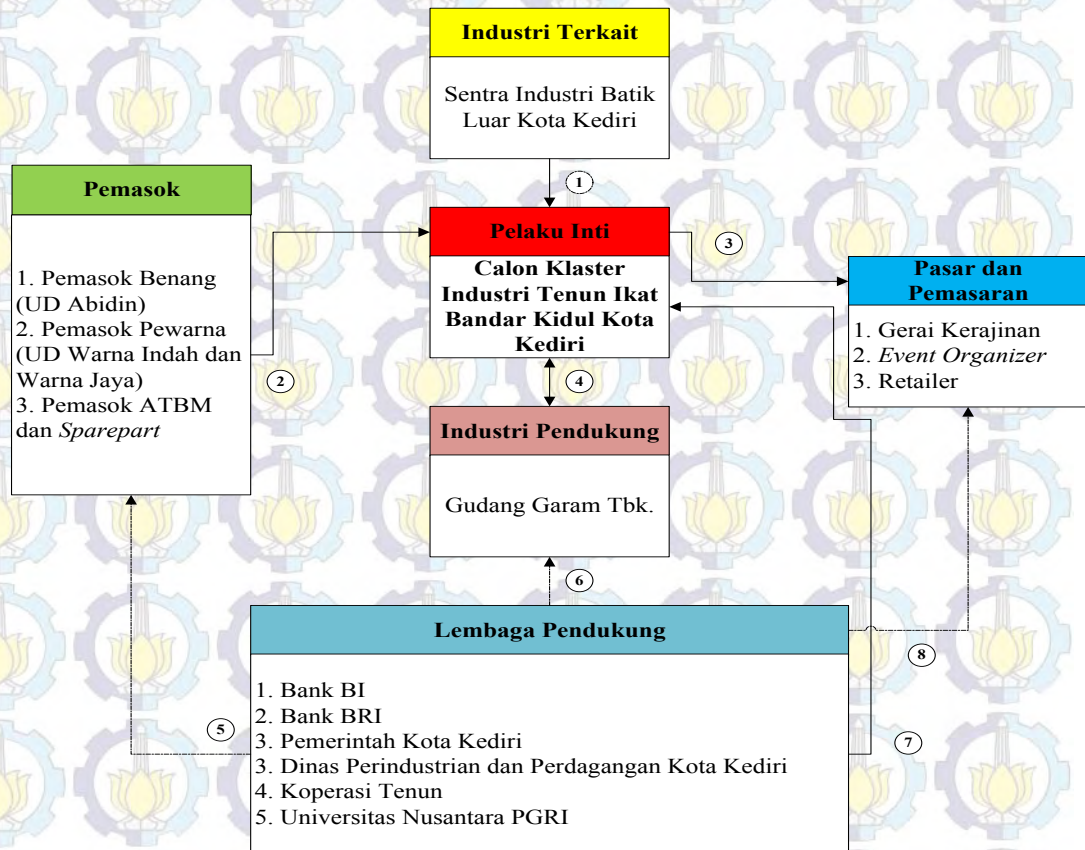 Industri Terkait
Sentra Industri Batik
Luar Kota Kediri
1
Pemasok
1. Pemasok Benang
(UD Abidin)
2. Pemasok Pewarna
(UD Warna Indah dan
Warna Jaya)
3. Pemasok ATBM
dan Sparepart
2
Pelaku Inti
Calon Klaster
Industri Tenun Ikat
Bandar Kidul Kota
Kediri
3
Pasar dan
Pemasaran
1. Gerai Kerajinan
2. Event Organizer
3. Retailer
4
Industri Pendukung
Gudang Garam Tbk.
6
Lembaga Pendukung
1. Bank BI
2. Bank BRI
3. Pemerintah Kota Kediri
3. Dinas Perindustrian dan Perdagangan Kota Kediri
4. Koperasi Tenun
5. Universitas Nusantara PGRI
5
8
7